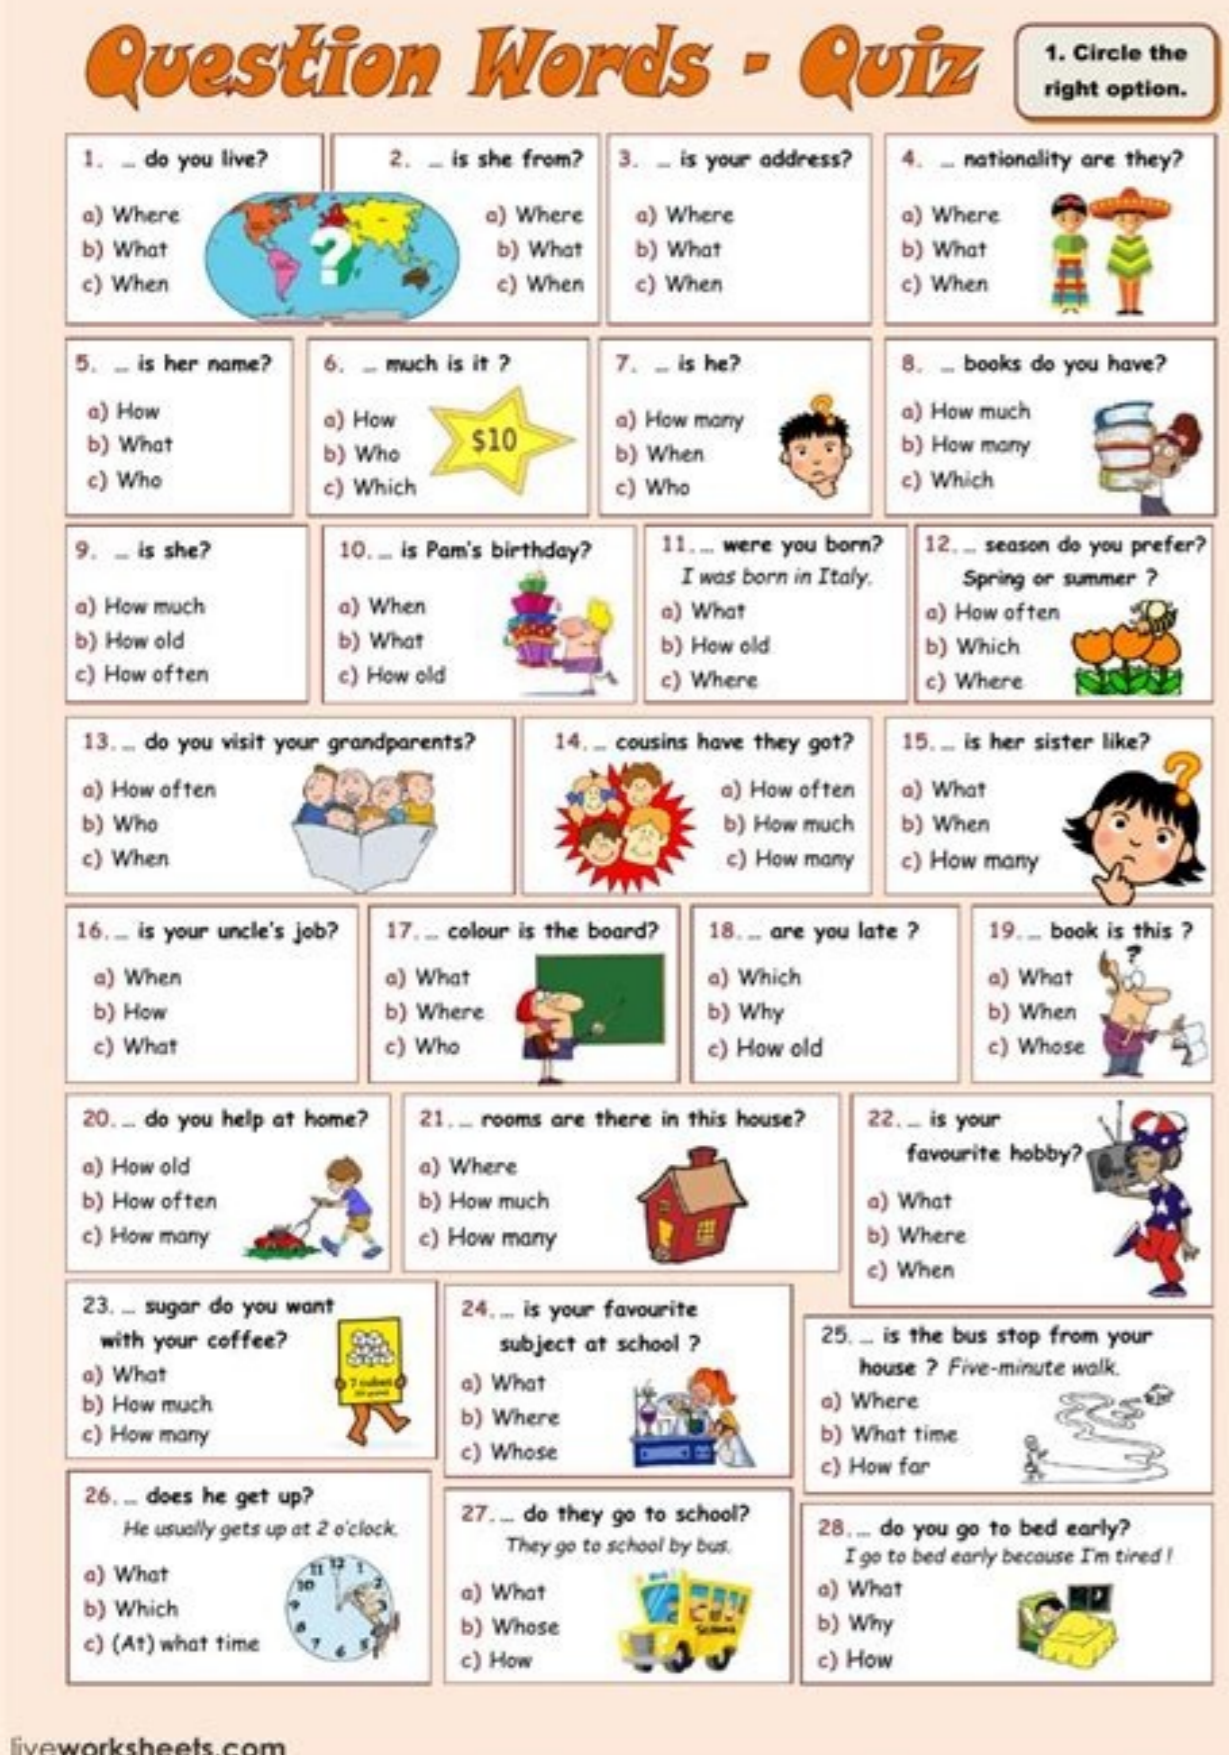 Question Words - Quiz
1. Circle the
right option.
1. … do you live?
a) Where
b) What
c) When
2. … is she from?
a) Where
b) What
c) When
3. … is your address?
a) Where
b) What
c) When
4. … nationality are they?
a) Where
b) What
c) When
5. … is her name?
a) How
b) What
c) Who
6. … much is it ?
a) How
b) Who
c) Which
$10
7. … is he?
a) How many
b) When
c) Who
8. … books do you have?
a) How much
b) How many
c) Which
9. … is she?
a) How much
b) How old
c) How often
10. … is Pam's birthday?
a) When
b) What
c) How old
11. … were you born?
I was born in Italy.
a) What
b) How old
c) Where
12. … season do you prefer?
Spring or summer ?
a) How often
b) Which
c) Where
13. … do you visit your grandparents?
a) How often
b) Who
c) When
14. … cousins have they got?
a) How often
b) How much
c) How many
15. … is her sister like?
a) What
b) When
c) How many
16. … is your uncle's job?
a) When
b) How
c) What
17. … colour is the board?
a) What
b) Where
c) Who
18. … are you late ?
a) Which
b) Why
c) How old
19. … book is this ?
a) What
b) When
c) Whose
20. … do you help at home?
a) How old
b) How often
c) How many
21. … rooms are there in this house?
a) Where
b) How much
c) How many
22. … is your
favourite hobby?
a) What
b) Where
c) When
23. … sugar do you want
with your coffee?
a) What
b) How much
c) How many
7 cubes
24. … is your favourite
subject at school ?
a) What
b) Where
c) Whose
25. … is the bus stop from your
house ? Five-minute walk.
a) Where
b) What time
c) How far
26. … does he get up?
He usually gets up at 2 o'clock.
a) What
b) Which
c) (At) what time
11 12 1
10 2
9
8
7 6 5
27. … do they go to school?
They go to school by bus.
a) What
b) Whose
c) How
BUS
SCHOOL
28. … do you go to bed early?
I go to bed early because I'm tired !
a) What
b) Why
c) How
liveworksheets.com